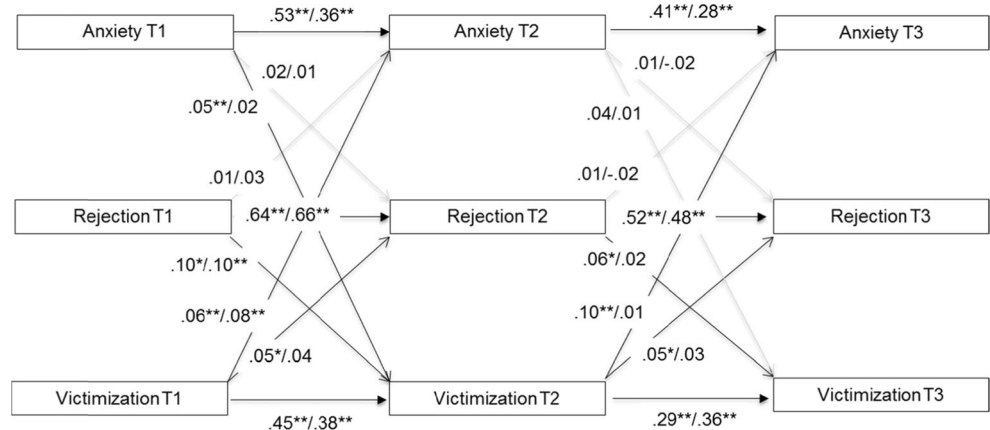 .53**/.36**
.41**/.28**
Anxiety T1
Anxiety T2
Anxiety T3
.02/.01
.01/-.02
.05**/.02
.04/.01
.01/.03
.01/-.02
Rejection T1
.64**/.66**
Rejection T2
.52**/.48**
Rejection T3
.10*/.10**
.06*/.02
.06**/.08**
.10**/.01
.05*/.04
.05*/.03
Victimization T1
Victimization T2
Victimization T3
.45**/.38**
.29**/.36**